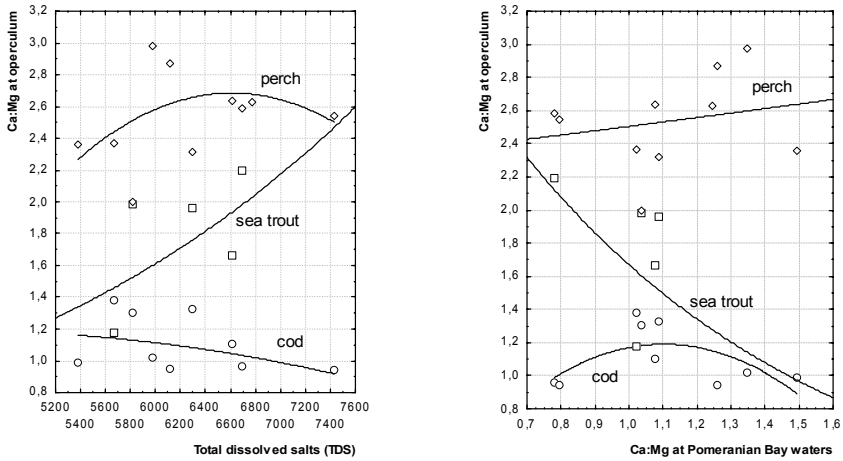 Ca:Mg at operculum
3,2
3,0
2,8
2,6
2,4
2,2
2,0
1,8
1,6
1,4
1,2
1,0
0,8
perch
sea trout
cod
5200 6000 6800 7600
5400 5600 5800 6200 6400 6600 7000 7200 7400
Total dissolved salts (TDS)
Ca:Mg at operculum
3,2
3,0
2,8
2,6
2,4
2,2
2,0
1,8
1,6
1,4
1,2
1,0
0,8
perch
sea trout
cod
0,7 0,8 0,9 1,0 1,1 1,2 1,3 1,4 1,5 1,6
Ca:Mg at Pomeranian Bay waters